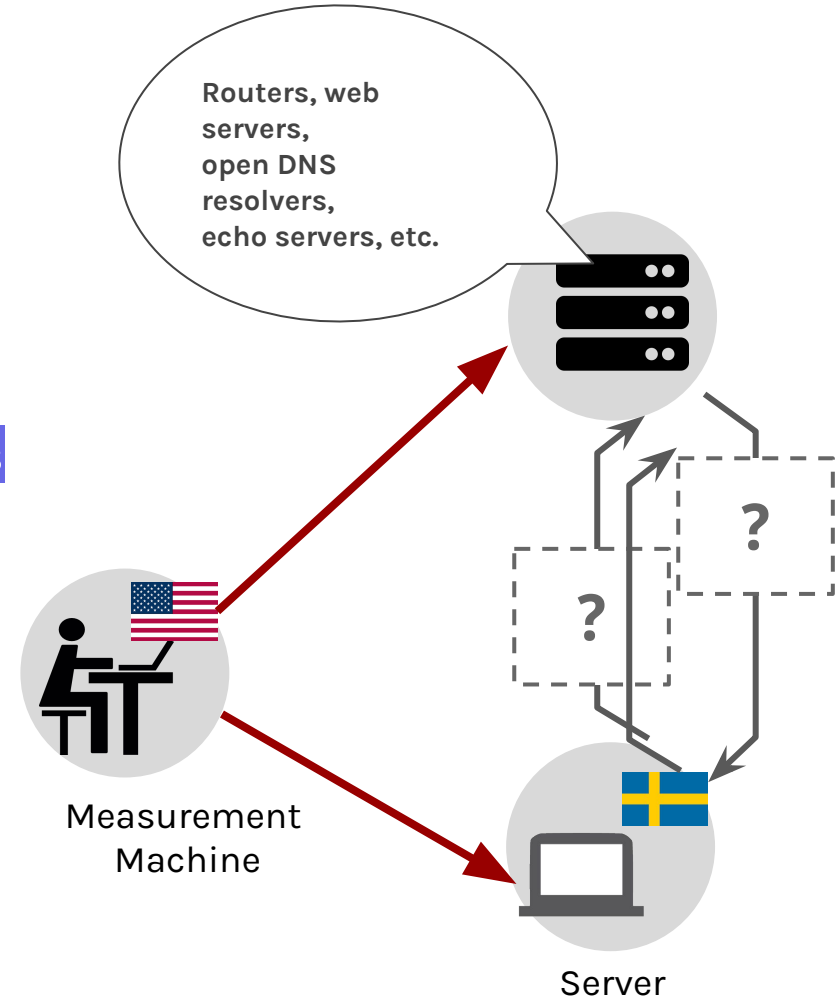 Routers, web
servers,
open DNS
resolvers,
echo servers, etc.
?
?
Measurement
Machine
Server